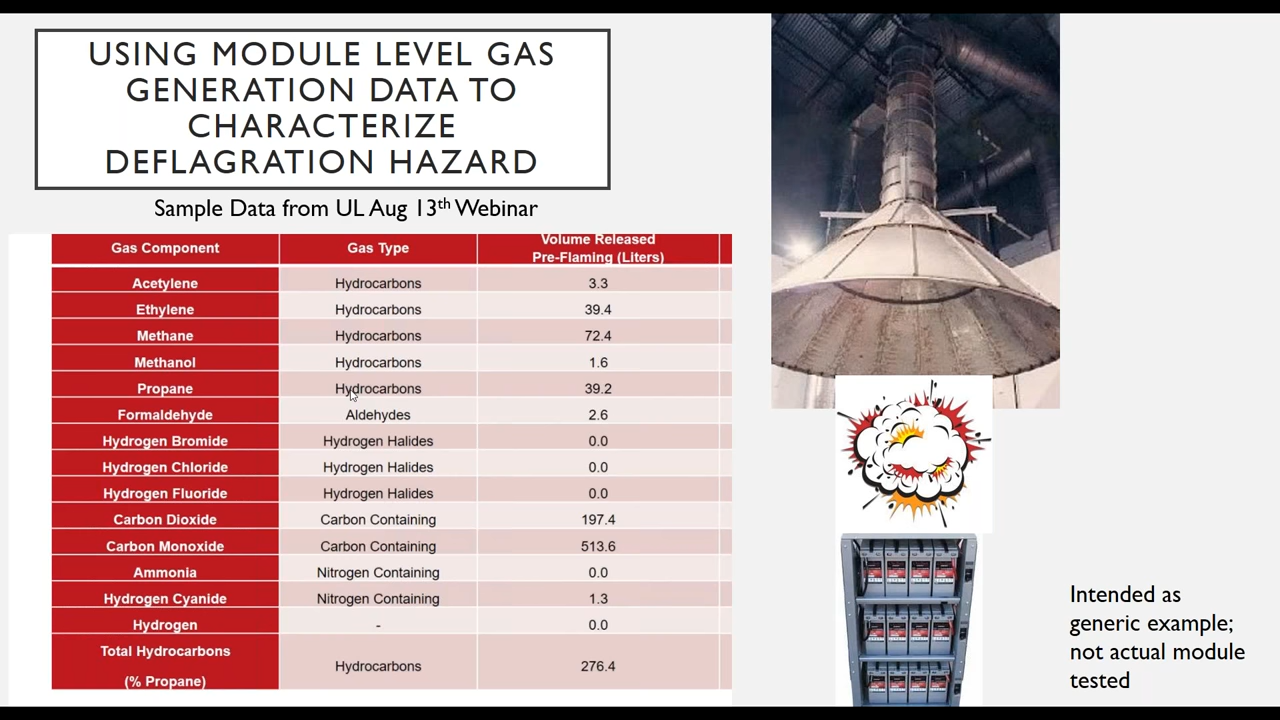 USING MODULE LEVEL GAS
GENERATION DATA TO
CHARACTERIZE
DEFLAGRATION HAZARD
Sample Data from UL Aug 13th Webinar
Gas Component Gas Type Volume Released Pre-Flaming (Liters)
Acetylene Hydrocarbons 3.3
Ethylene Hydrocarbons 39.4
Methane Hydrocarbons 72.4
Methanol Hydrocarbons 1.6
Propane Hydrocarbons 39.2
Formaldehyde Aldehydes 2.6
Hydrogen Bromide Hydrogen Halides 0.0
Hydrogen Chloride Hydrogen Halides 0.0
Hydrogen Fluoride Hydrogen Halides 0.0
Carbon Dioxide Carbon Containing 197.4
Carbon Monoxide Carbon Containing 513.6
Ammonia Nitrogen Containing 0.0
Hydrogen Cyanide Nitrogen Containing 1.3
Hydrogen - 0.0
Total Hydrocarbons (% Propane) Hydrocarbons 276.4
Intended as
generic example;
not actual module
tested